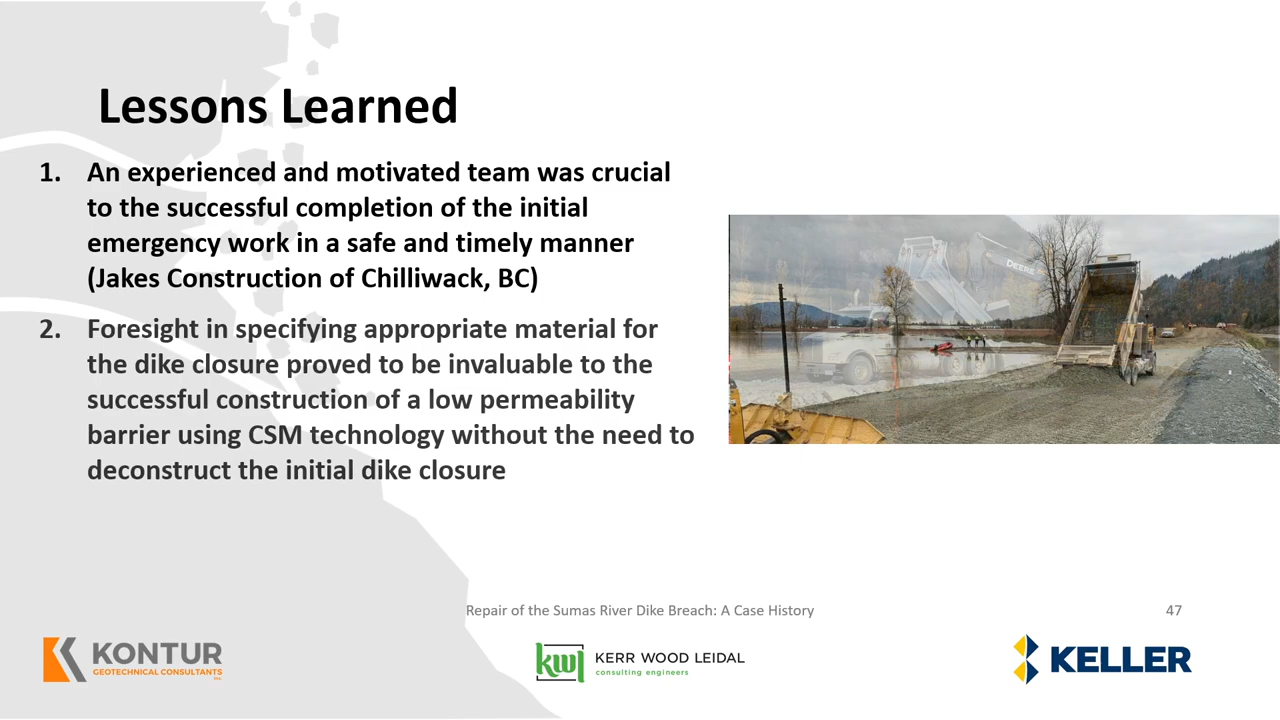 Lessons Learned
1. An experienced and motivated team was crucial
to the successful completion of the initial
emergency work in a safe and timely manner
(Jakes Construction of Chilliwack, BC)
2. Foresight in specifying appropriate material for
the dike closure proved to be invaluable to the
successful construction of a low permeability
barrier using CSM technology without the need to
deconstruct the initial dike closure
DEERE
Repair of the Sumas River Dike Breach: A Case History
47
KONTUR
GEOTECHNICAL CONSULTANTS
INC.
kwl
KERR WOOD LEIDAL
consulting engineers
KELLER